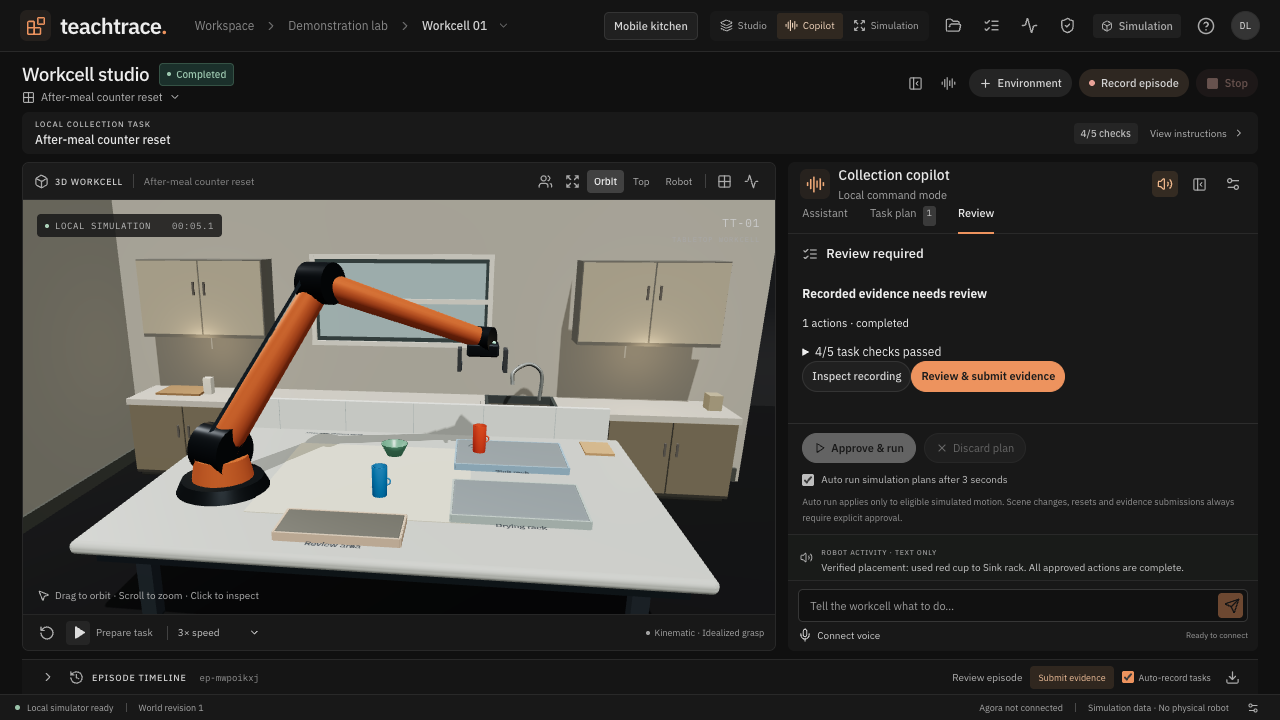 teachtrace.
Workspace
Demonstration lab
Workcell 01
Mobile kitchen
Studio
Copilot
Simulation
Simulation
DL
Workcell studio
Completed
After-meal counter reset
Environment
Record episode
Stop
LOCAL COLLECTION TASK
After-meal counter reset
4/5 checks
View instructions
3D WORKCELL
After-meal counter reset
Orbit
Top
Robot
LOCAL SIMULATION 00:05.1
TT-01
Review area
Drying rack
Drag to orbit · Scroll to zoom · Click to inspect
Prepare task
3× speed
Kinematic · Idealized grasp
Collection copilot
Local command mode
Assistant
Task plan 1
Review
Review required
Recorded evidence needs review
1 actions · completed
4/5 task checks passed
Inspect recording
Review & submit evidence
Approve & run
Discard plan
Auto run simulation plans after 3 seconds
Auto run applies only to eligible simulated motion. Scene changes, resets and evidence submissions always
require explicit approval.
ROBOT ACTIVITY · TEXT ONLY
Verified placement: used red cup to Sink rack. All approved actions are complete.
Tell the workcell what to do...
Connect voice
Ready to connect
EPISODE TIMELINE
ep-mwpoikxj
Review episode
Submit evidence
Auto-record tasks
Local simulator ready
World revision 1
Agora not connected
Simulation data · No physical robot